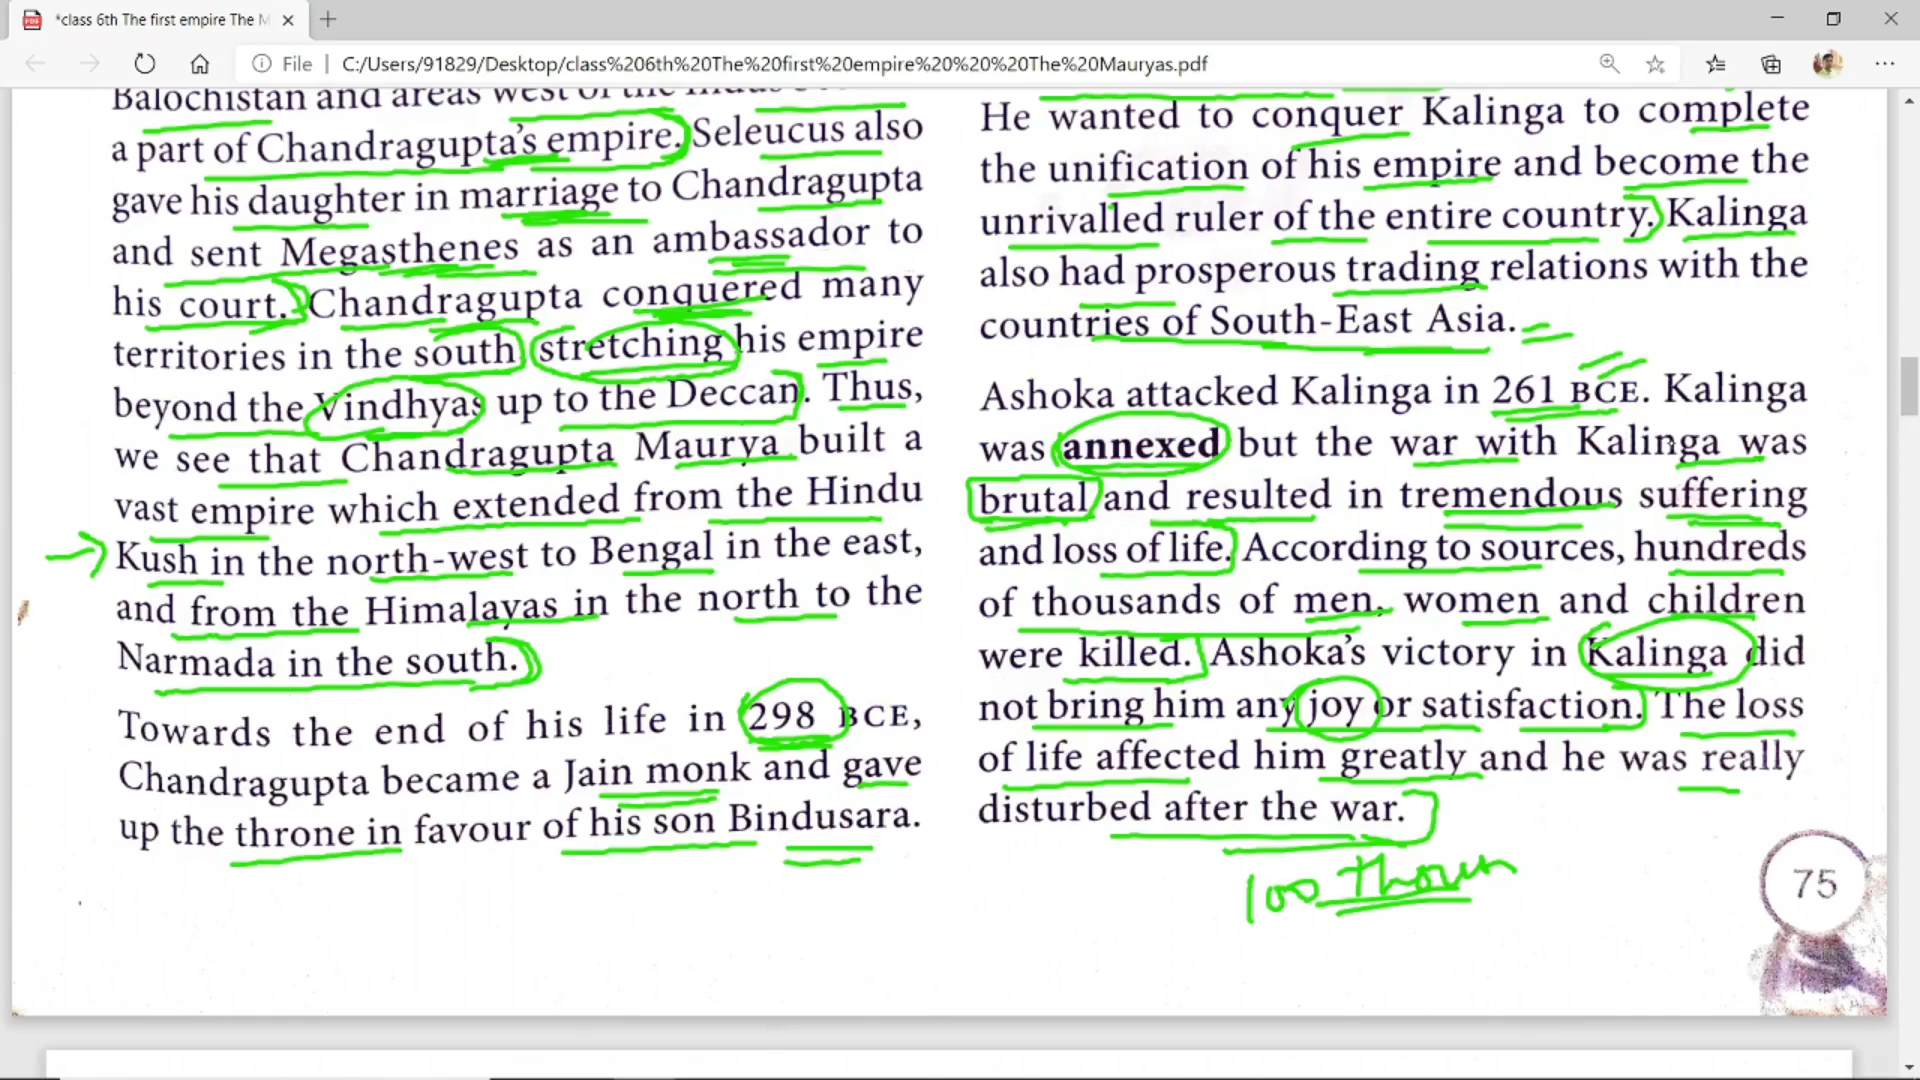 *class 6th The first empire The M
File
C:/Users/91829/Desktop/class%206th%20The%20first%20empire%20%20%20The%20Mauryas.pdf
Balochistan and areas west of the Indus
a part of Chandragupta's empire. Seleucus also
gave his daughter in marriage to Chandragupta
and sent Megasthenes as an ambassador to
his court. Chandragupta conquered many
territories in the south stretching his empire
beyond the Vindhyas up to the Deccan. Thus,
we see that Chandragupta Maurya built a
vast empire which extended from the Hindu
Kush in the north-west to Bengal in the east,
and from the Himalayas in the north to the
Narmada in the south.
Towards the end of his life in 298 BCE,
Chandragupta became a Jain monk and gave
up the throne in favour of his son Bindusara.
He wanted to conquer Kalinga to complete
the unification of his empire and become the
unrivalled ruler of the entire country. Kalinga
also had prosperous trading relations with the
countries of South-East Asia.
Ashoka attacked Kalinga in 261 BCE. Kalinga
was annexed but the war with Kalinga was
brutal and resulted in tremendous suffering
and loss of life. According to sources, hundreds
of thousands of men, women and children
were killed. Ashoka's victory in Kalinga did
not bring him any joy or satisfaction. The loss
of life affected him greatly and he was really
disturbed after the war.
100
75